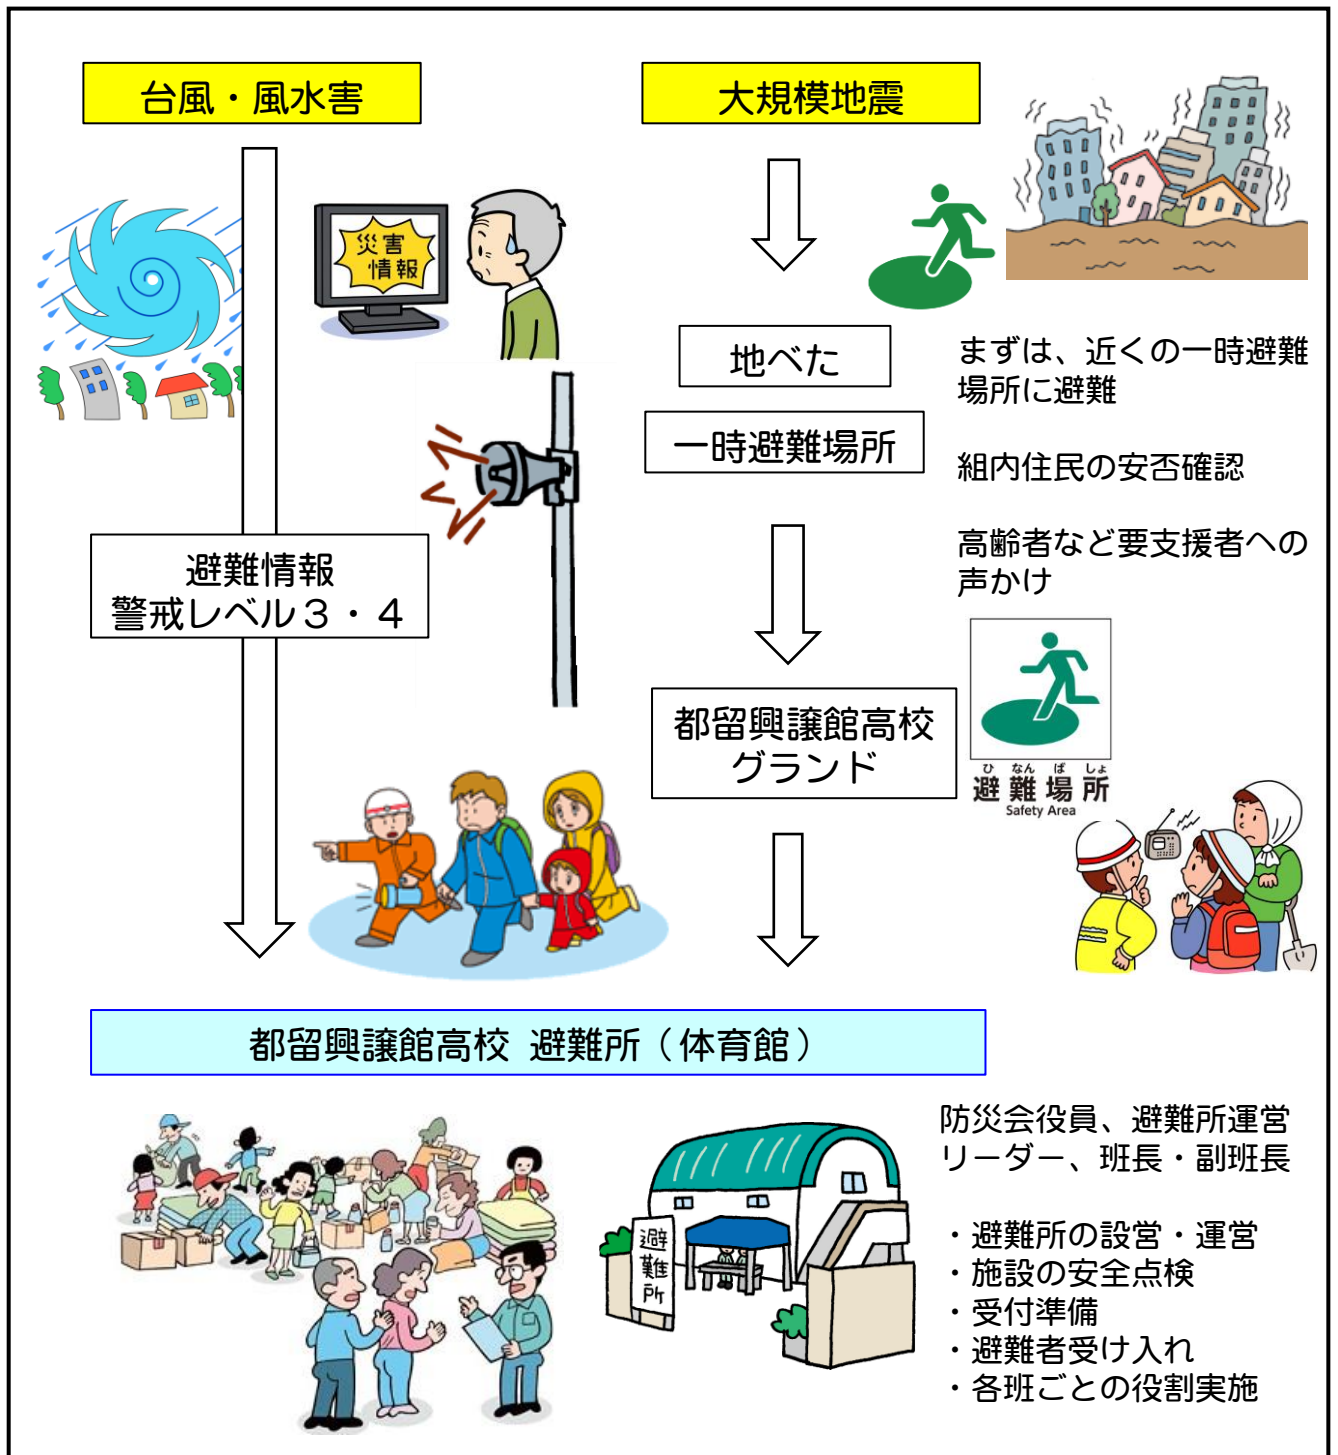 台風・風水害
大規模地震
災害
情報
地べた
一時避難場所
まずは、近くの一時避難
場所に避難
組内住民の安否確認
高齢者など要支援者への
声かけ
避難情報
警戒レベル３・４
都留興譲館高校
グランド
ひ なん ば しょ
避難場所
Safety Area
都留興譲館高校 避難所（体育館）
避難所
防災会役員、避難所運営
リーダー、班長・副班長
・避難所の設営・運営
・施設の安全点検
・受付準備
・避難者受け入れ
・各班ごとの役割実施